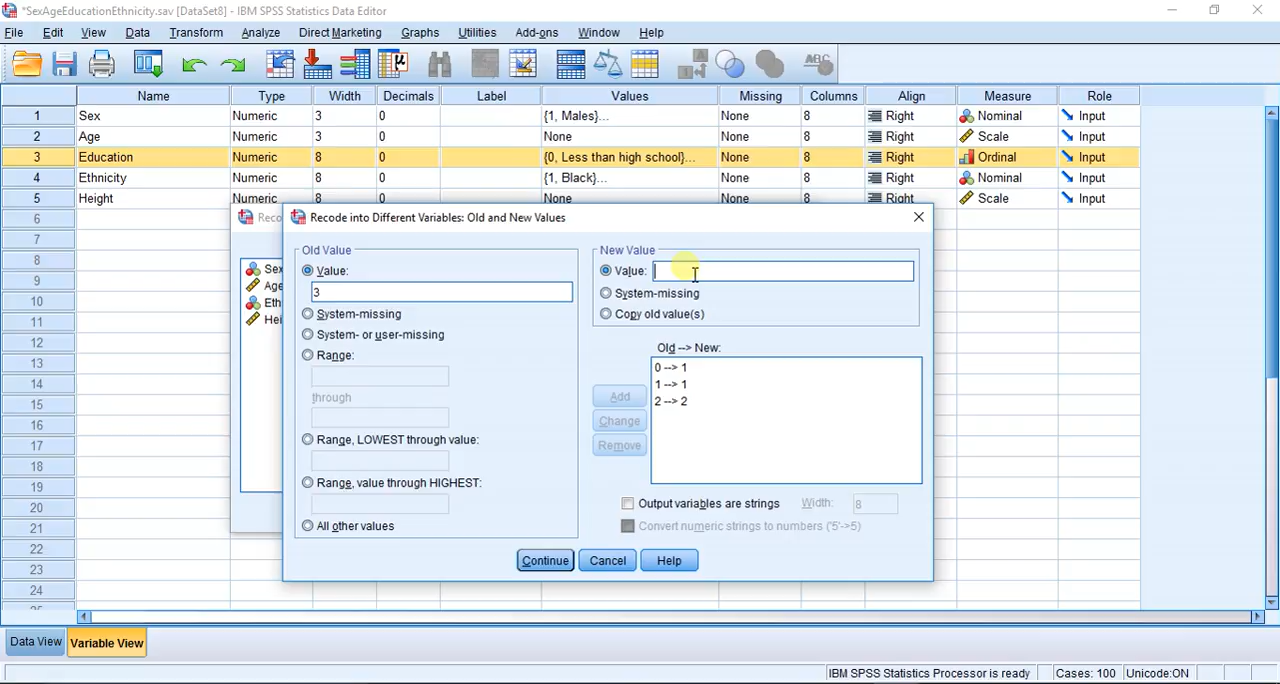 *SexAgeEducationEthnicity.sav [DataSet8] - IBM SPSS Statistics Data Editor
File Edit View Data Transform Analyze Direct Marketing Graphs Utilities Add-ons Window Help
Name Type Width Decimals Label Values Missing Columns Align Measure Role
1 Sex Numeric 3 0 {1, Males}... None 8 Right Nominal Input
2 Age Numeric 3 0 None None 8 Right Scale Input
3 Education Numeric 8 0 {0, Less than high school}... None 8 Right Ordinal Input
4 Ethnicity Numeric 8 0 {1, Black}... None 8 Right Nominal Input
5 Height Numeric 8 0 None None 8 Right Scale Input
6
7
8
9
10
11
12
13
14
15
16
17
18
19
20
21
22
23
24
Reco
Sex
Age
Eth
Hei
Recode into Different Variables: Old and New Values
Old Value
Value:
3
System-missing
System- or user-missing
Range:
through
Range, LOWEST through value:
Range, value through HIGHEST:
All other values
New Value
Value:
System-missing
Copy old value(s)
Old --> New:
0 --> 1
1 --> 1
2 --> 2
Add
Change
Remove
Output variables are strings Width: 8
Convert numeric strings to numbers ('5'->5)
Continue Cancel Help
Data View Variable View
IBM SPSS Statistics Processor is ready Cases: 100 Unicode:ON